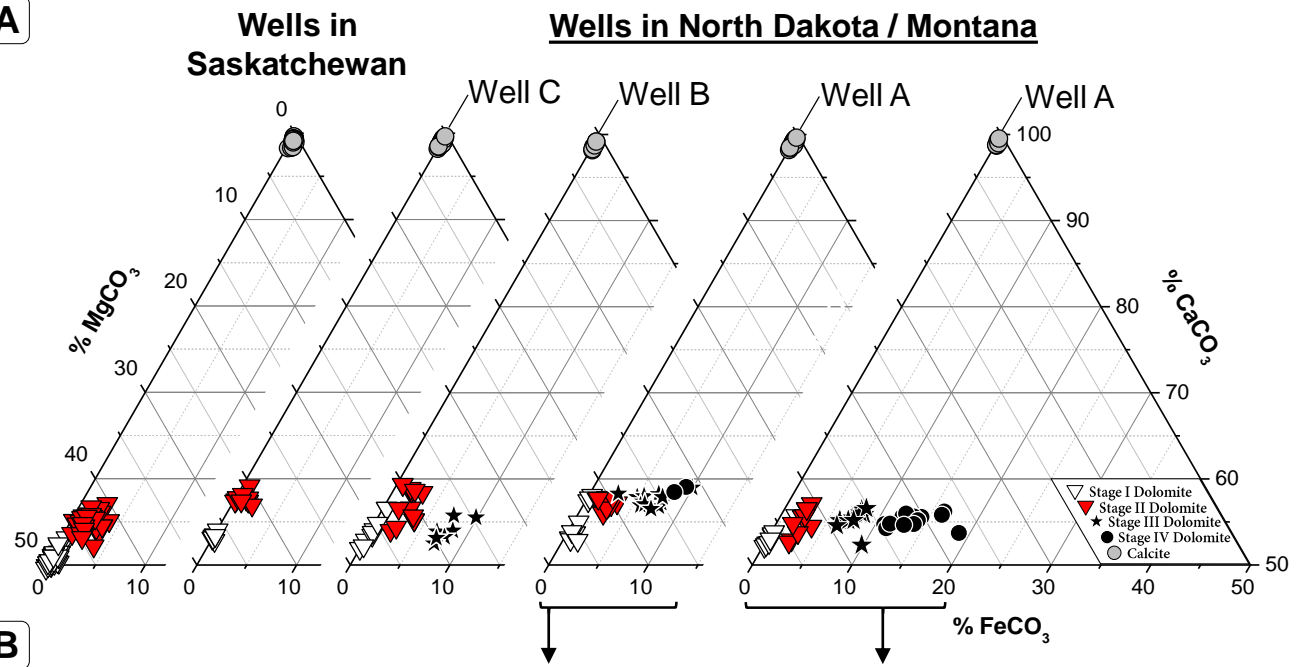 A
Wells in
Saskatchewan
Wells in North Dakota / Montana
Well C
Well B
Well A
Well A
0
10
20
30
40
50
% MgCO3
100
90
80
70
60
50
% CaCO3
Stage I Dolomite
Stage II Dolomite
Stage III Dolomite
Stage IV Dolomite
Calcite
0 10 0 10 0 10 0 10 0 10 20 30 40 50
% FeCO3
B